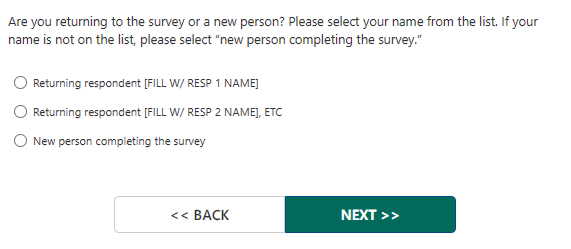 Are you returning to the survey or a new person? Please select your name from the list. If your
name is not on the list, please select "new person completing the survey."
Returning respondent [FILL W/ RESP 1 NAME]
Returning respondent [FILL W/ RESP 2 NAME], ETC
New person completing the survey
<< BACK
NEXT >>